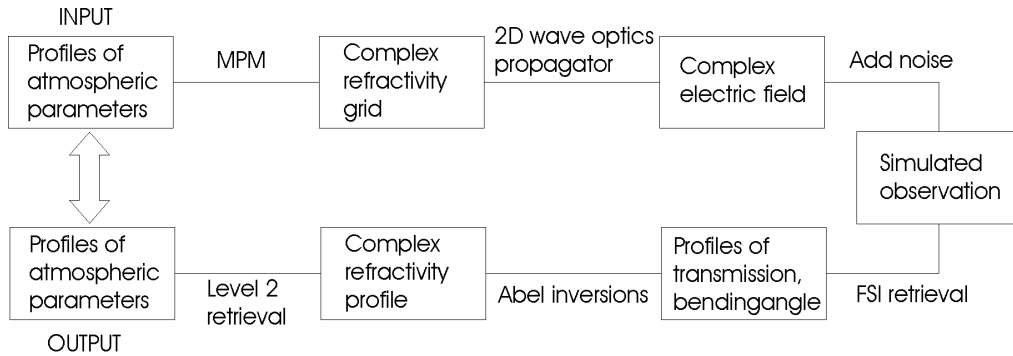 INPUT
Profiles of
atmospheric
parameters
MPM
Complex
refractivity
grid
2D wave optics
propagator
Complex
electric field
Add noise
Simulated
observation
Profiles of
atmospheric
parameters
Level 2
retrieval
Complex
refractivity
profile
Abel inversions
Profiles of
transmission,
bendingangle
FSI retrieval
OUTPUT